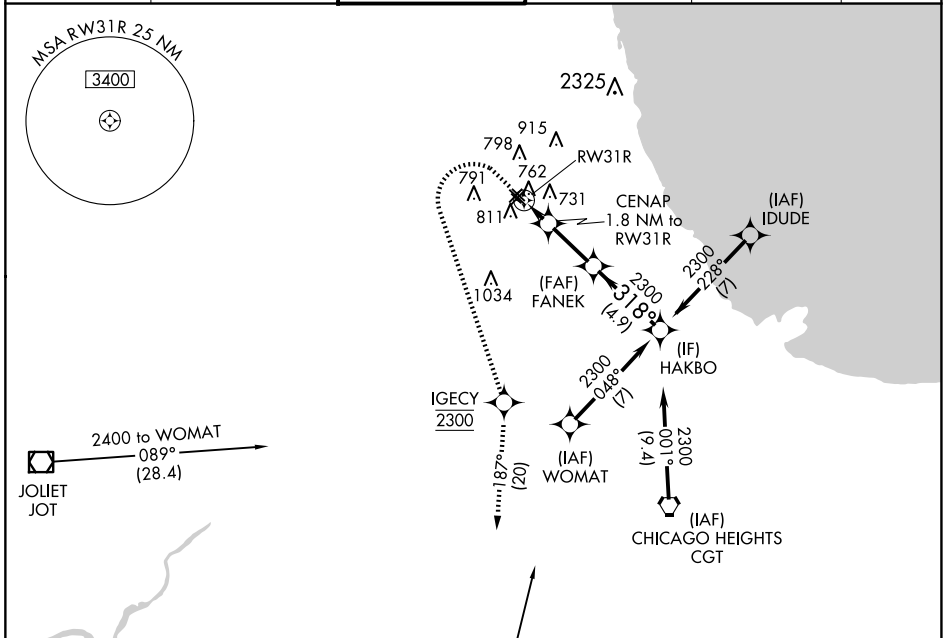 MSA RW31R 25 NM
3400
2325
915
798
RW31R
762
791
731
811
CENAP
1.8 NM to
RW31R
(IAF)
IDUDE
2300
228°
(7)
1034
(FAF)
FANEK
2300
318°
(4.9)
(IF)
HAKBO
2300
048°
(7)
IGECY
2300
2400 to WOMAT
089°
(28.4)
JOLIET
JOT
187°
(20)
(IAF)
WOMAT
2300
001°
(9.4)
(IAF)
CHICAGO HEIGHTS
CGT